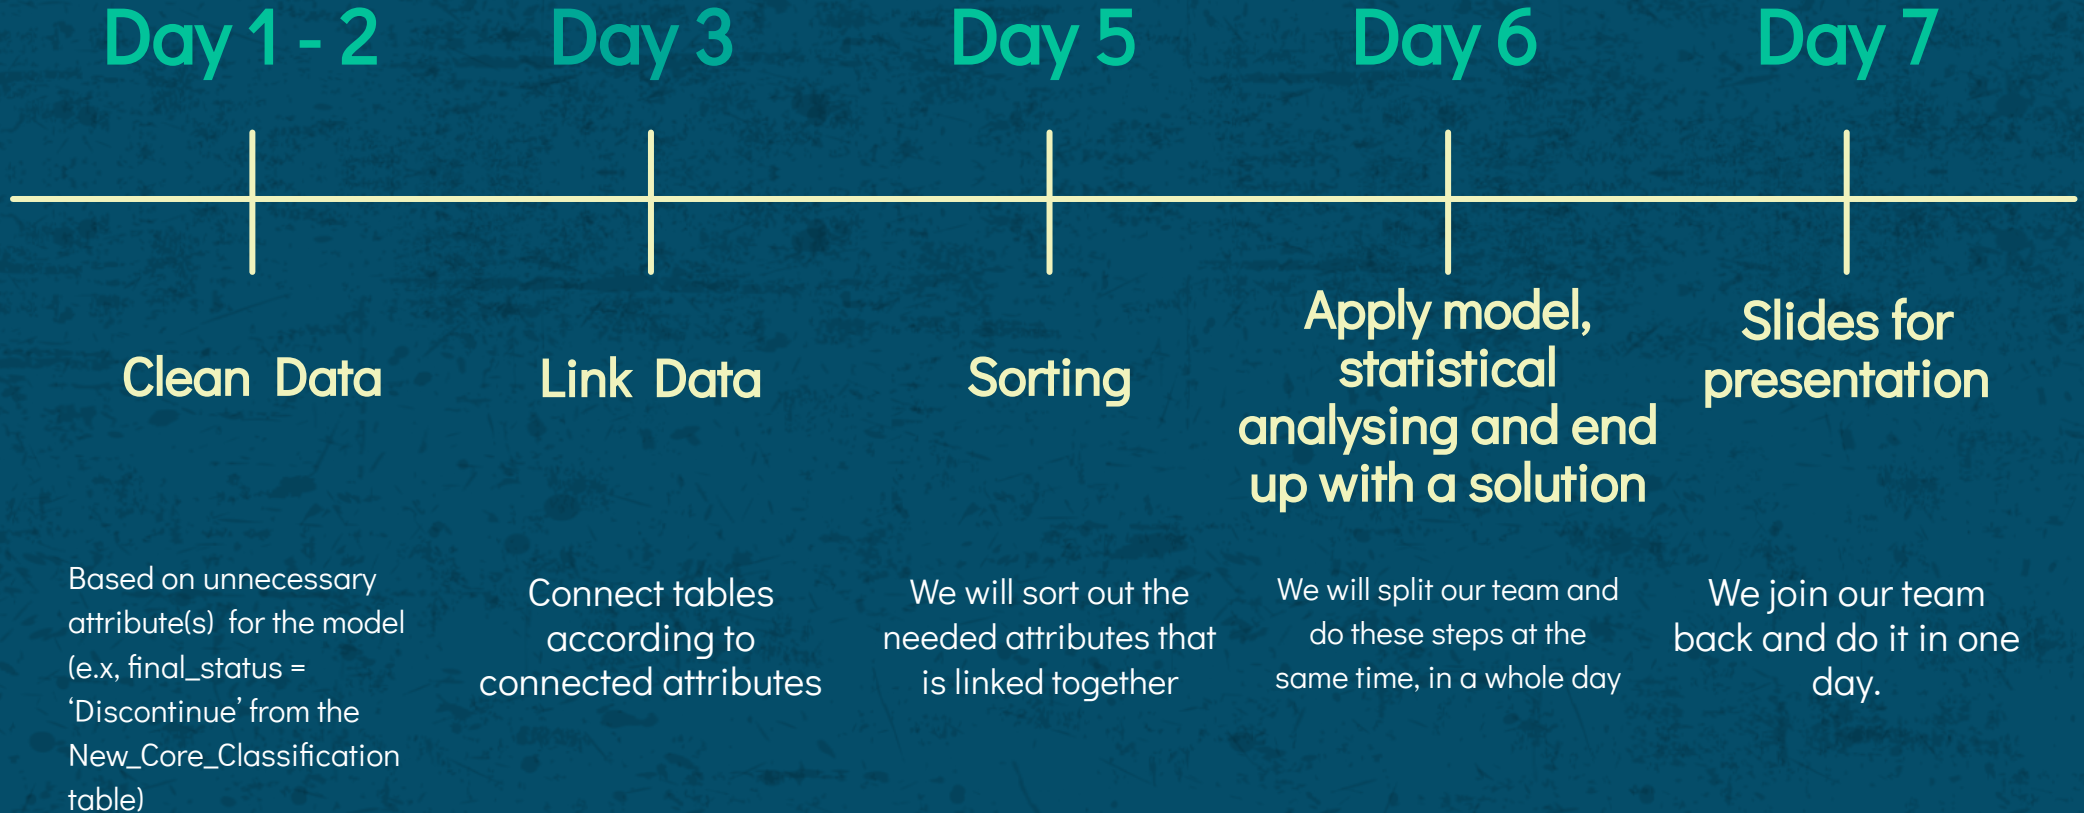 Day 1 - 2
Day 3
Day 5
Day 6
Day 7
Clean Data
Link Data
Sorting
Apply model,
statistical
analysing and end
up with a solution
Slides for
presentation
Based on unnecessary
attribute(s) for the model
(e.x, final_status =
‘Discontinue’ from the
New_Core_Classification
table)
Connect tables
according to
connected attributes
We will sort out the
needed attributes that
is linked together
We will split our team and
do these steps at the
same time, in a whole day
We join our team
back and do it in one
day.